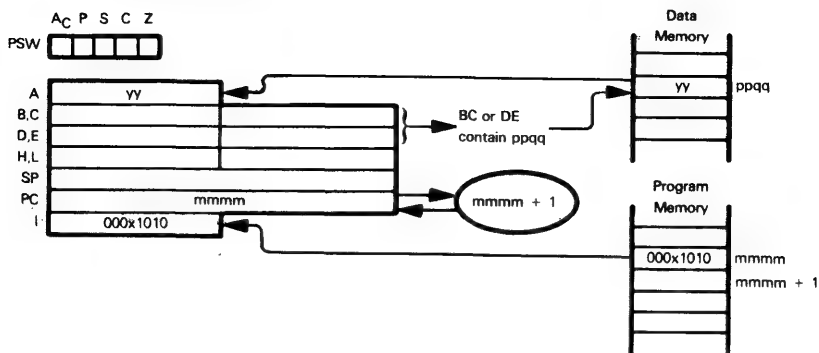 A_C P S C Z
PSW
A yy
B,C
D,E
H,L
SP
PC mmmm
I 000x1010
BC or DE
contain ppqq
mmmm + 1
Data
Memory
yy ppqq
Program
Memory
000x1010 mmmm
mmmm + 1